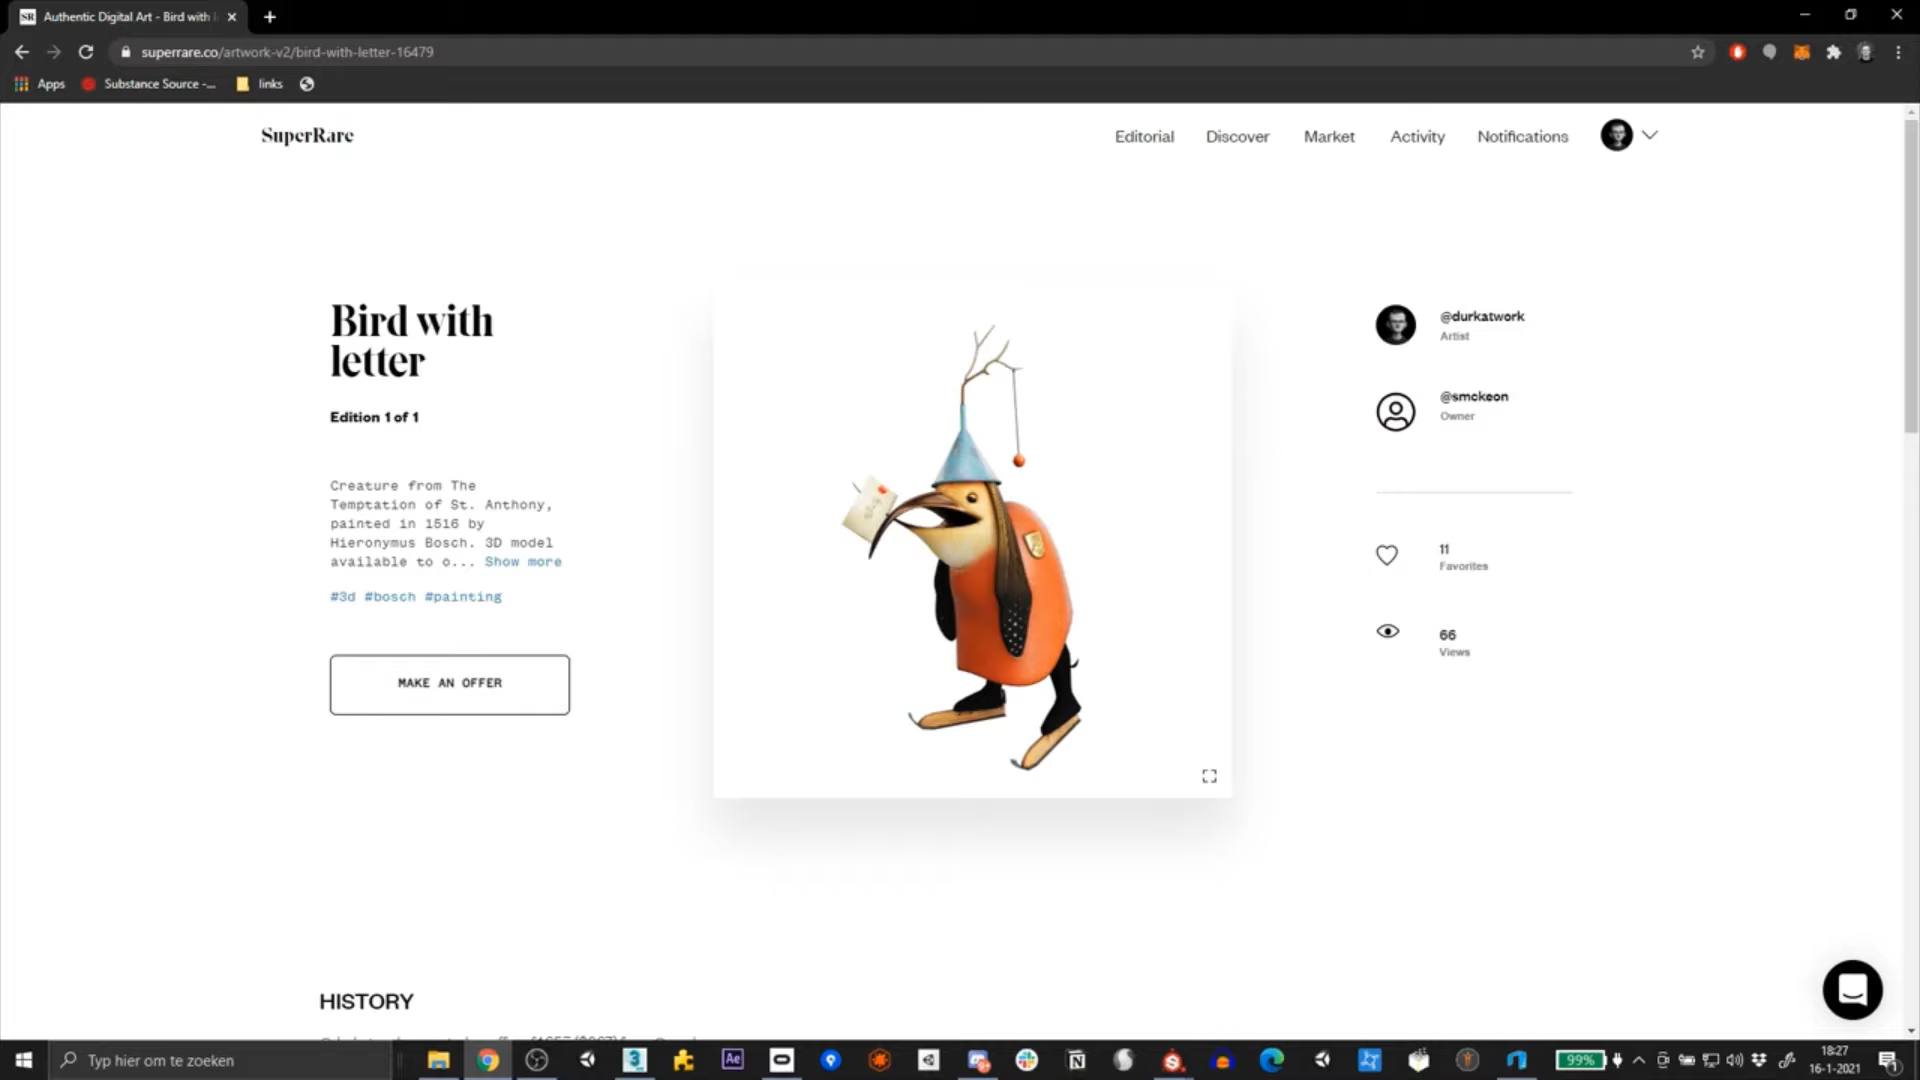 SR Authentic Digital Art - Bird with l
superrare.co/artwork-v2/bird-with-letter-16479
Apps Substance Source -... links
SuperRare Editorial Discover Market Activity Notifications
Bird with
letter
Edition 1 of 1
Creature from The
Temptation of St. Anthony,
painted in 1516 by
Hieronymus Bosch. 3D model
available to o... Show more
#3d #bosch #painting
MAKE AN OFFER
@durkatwork
Artist
@smckeon
Owner
11
Favorites
66
Views
HISTORY
Typ hier om te zoeken
99%
18:27
16-1-2021